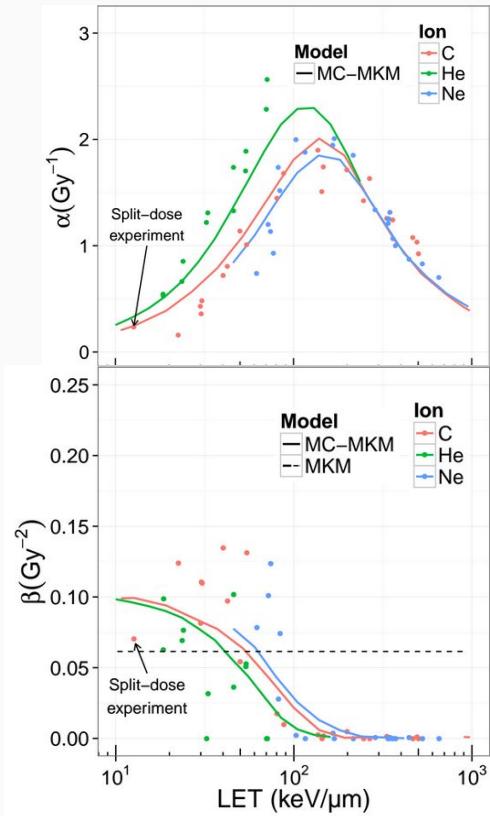 3
2
1
0
α(Gy⁻¹)
Model
MC−MKM
Ion
C
He
Ne
Split−dose
experiment
0.25
0.20
0.15
0.10
0.05
0.00
β(Gy⁻²)
Model
MC−MKM
MKM
Ion
C
He
Ne
Split−dose
experiment
10¹ 10² 10³
LET (keV/μm)